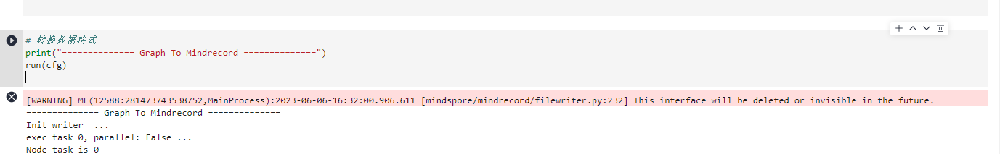 # 转换数据格式
print("============== Graph To Mindrecord ==============")
run(cfg)
[WARNING] ME(12588:281473743538752,MainProcess):2023-06-06-16:32:00.906.611 [mindspore/mindrecord/filewriter.py:232] This interface will be deleted or invisible in the future.
============== Graph To Mindrecord ==============
Init writer  ...
exec task 0, parallel: False ...
Node task is 0